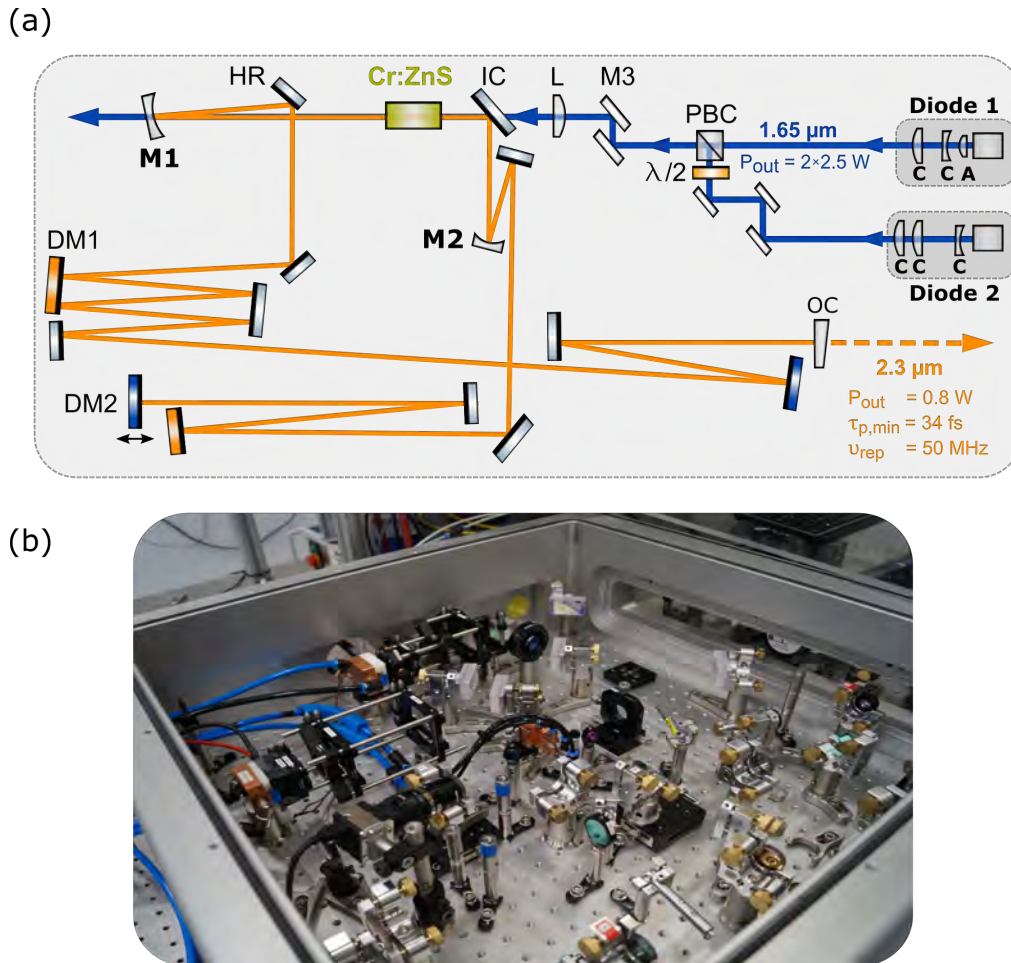 (a)
HR
Cr:ZnS
IC
L
M3
PBC
Diode 1
1.65 µm
P_out = 2×2.5 W
C C A
M1
λ/2
M2
DM1
C C C
Diode 2
OC
2.3 µm
DM2
P_out = 0.8 W
τ_p,min = 34 fs
υ_rep = 50 MHz
(b)